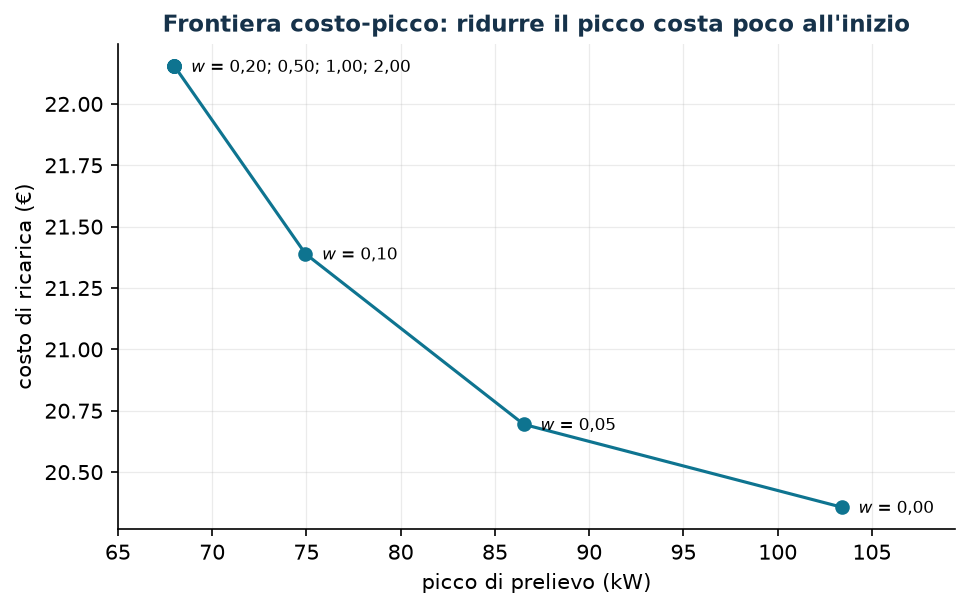 Frontiera costo-picco: ridurre il picco costa poco all'inizio
w = 0,20; 0,50; 1,00; 2,00
22.00
21.75
21.50
w = 0,10
21.25
21.00
20.75
w = 0,05
20.50
w = 0,00
costo di ricarica (€)
65 70 75 80 85 90 95 100 105
picco di prelievo (kW)